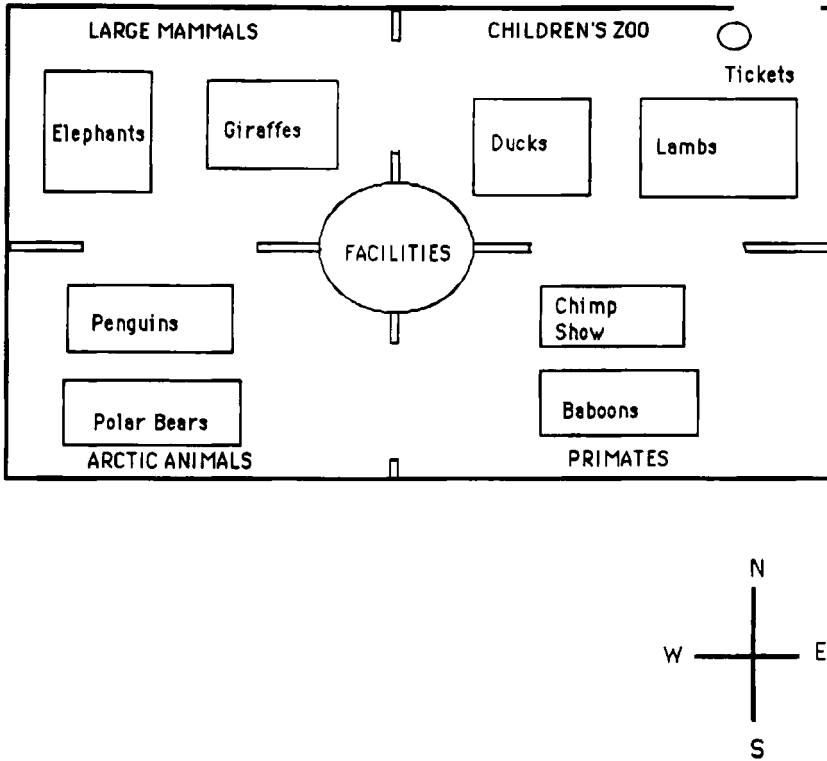 LARGE MAMMALS
CHILDREN'S ZOO
Tickets
Elephants
Giraffes
Ducks
Lambs
FACILITIES
Penguins
Chimp
Show
Polar Bears
Baboons
ARCTIC ANIMALS
PRIMATES
N
W
E
S